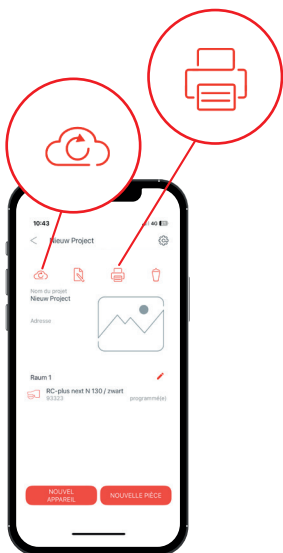 10:43
40
Nieuw Project
Nom du projet
Nieuw Project
Adresse
Raum 1
RC-plus next N 130 / zwart
83323
programmé(e)
NOUVEL
APPAREIL
NOUVELLE PIÈCE